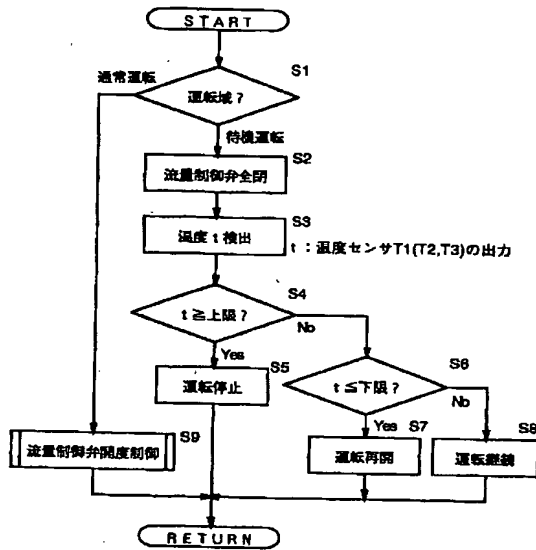 START
S1
通常運転
運転域?
待機運転
S2
流量制御弁全閉
S3
温度 t 検出
t : 温度センサT1(T2,T3)の出力
S4
t ≧上限?
No
Yes
S5
運転停止
S6
t ≦下限?
No
Yes
S7
運転再開
S8
運転継続
S9
流量制御弁開度制御
RETURN